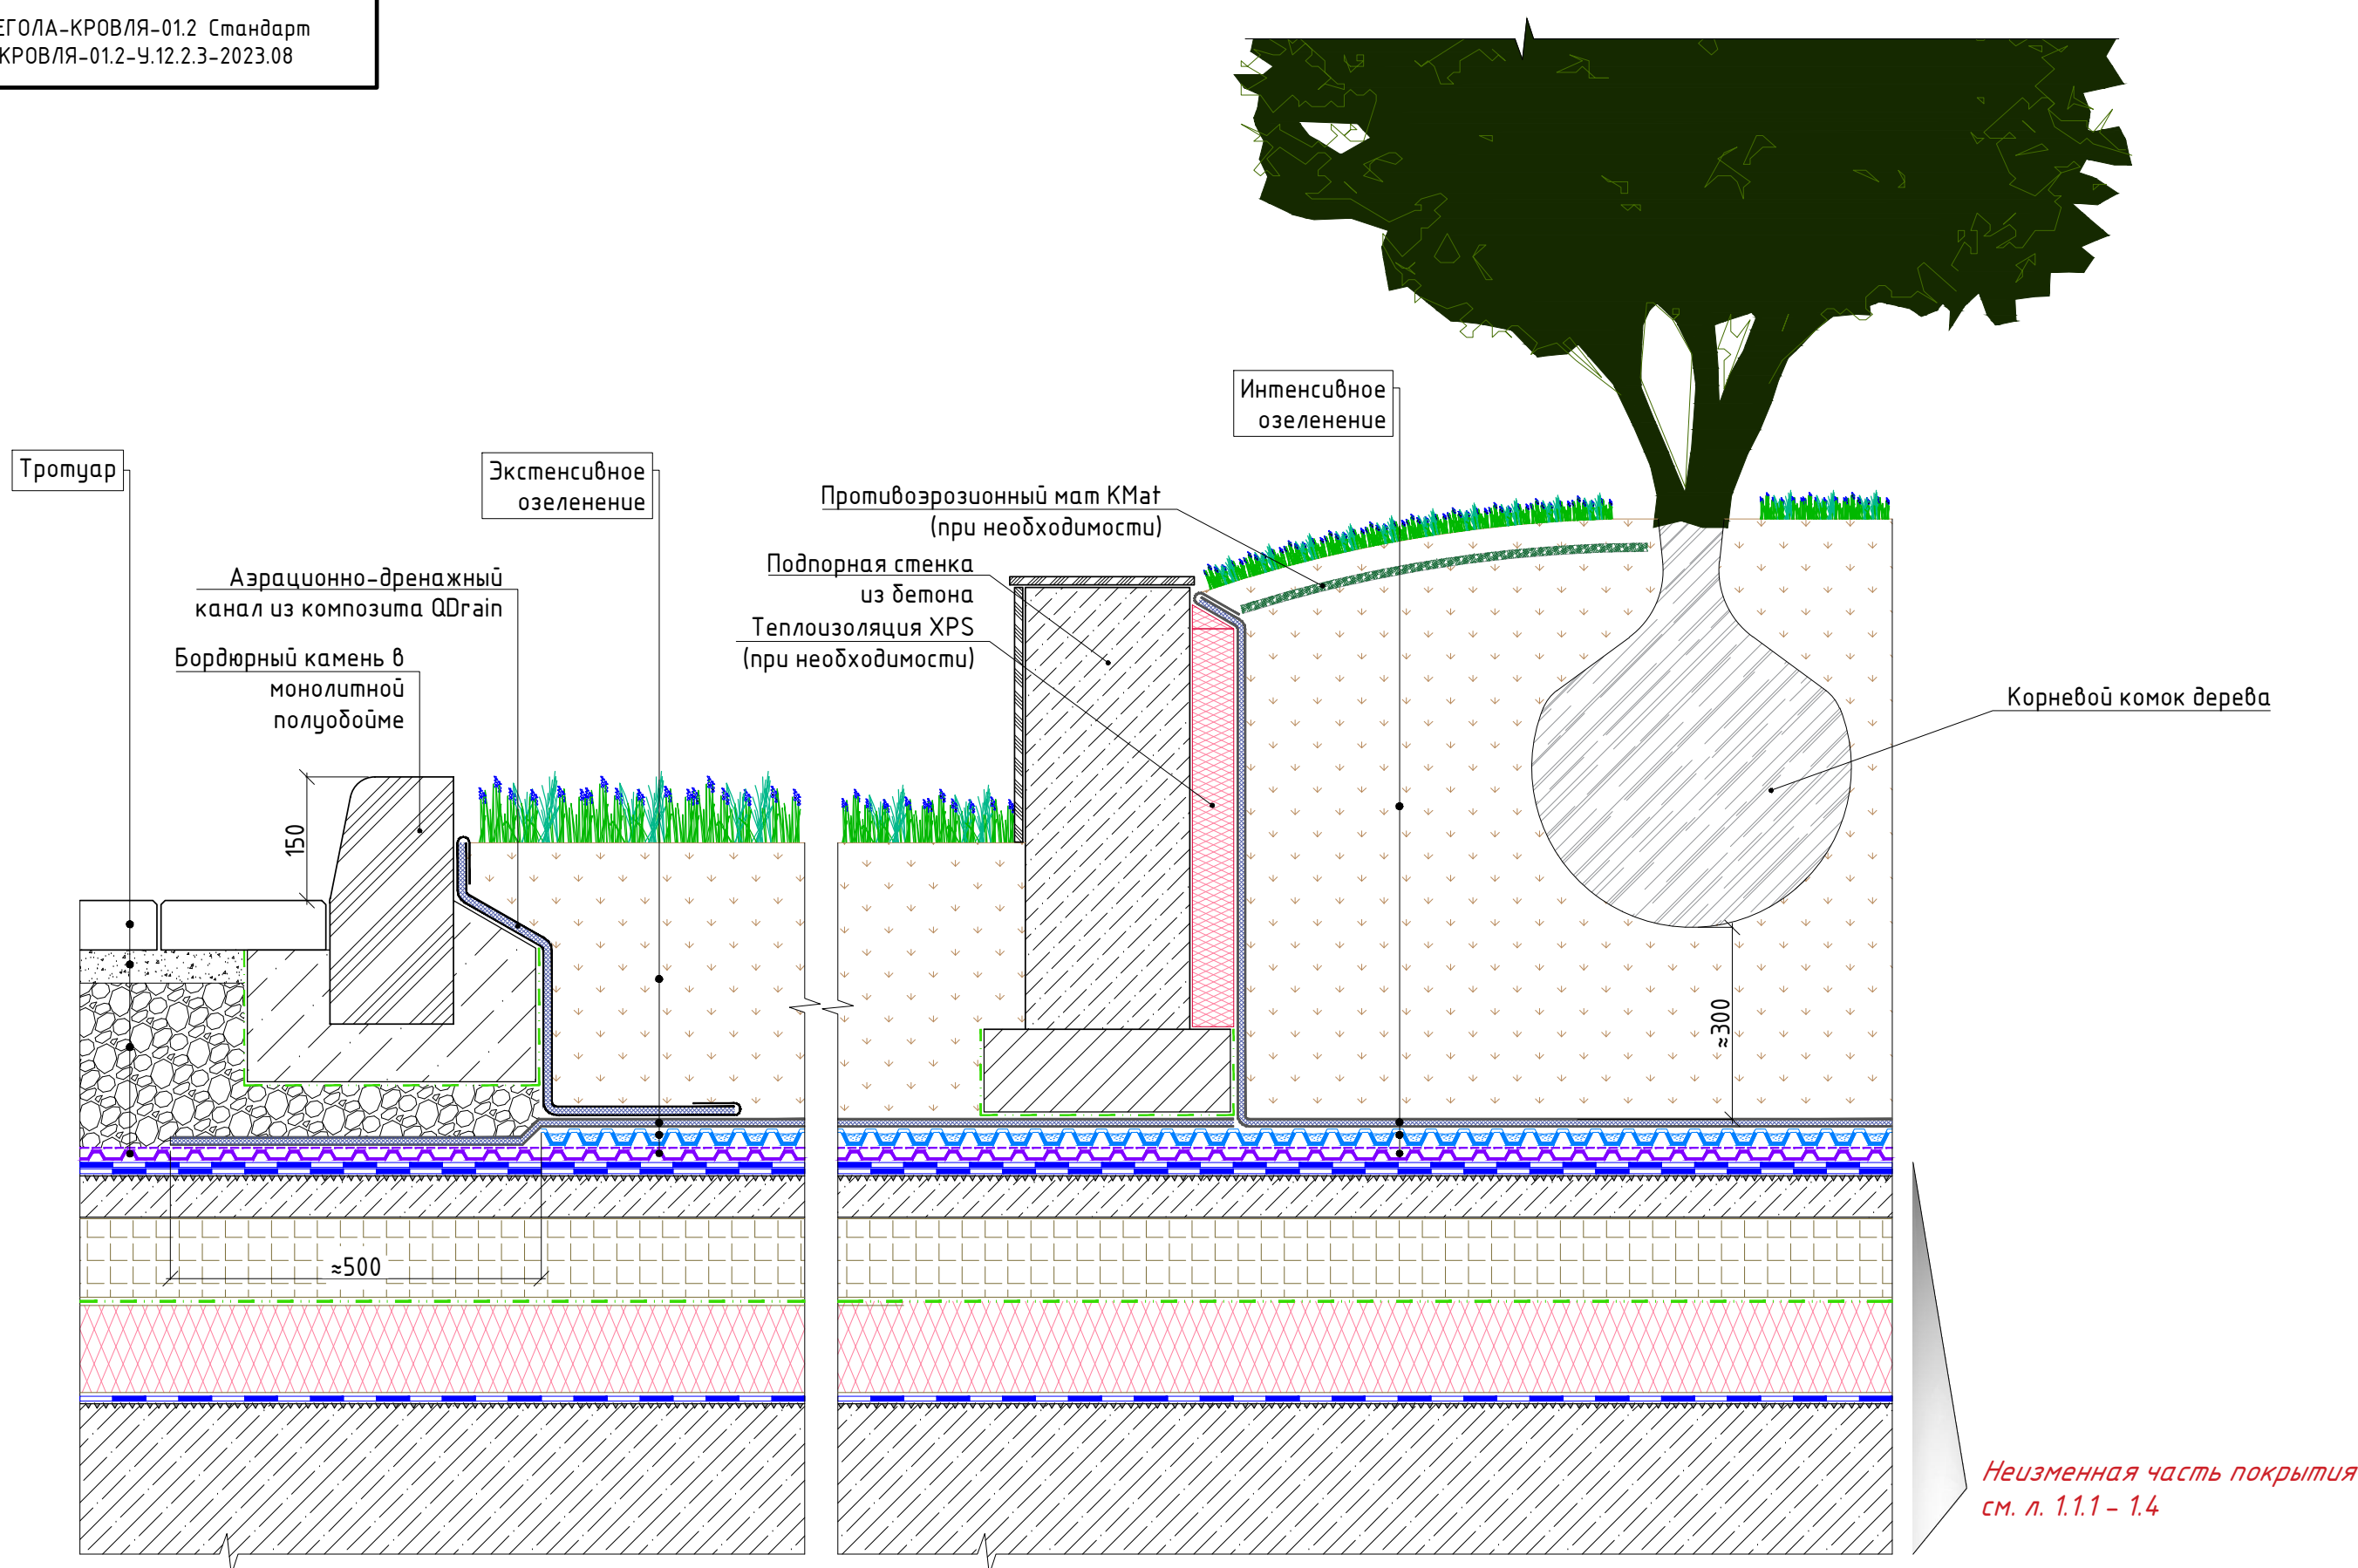 ЕГОЛА-КРОВЛЯ-01.2 Стандарт
КРОВЛЯ-01.2-У.12.2.3-2023.08
Интенсивное
озеленение
Тротуар
Экстенсивное
озеленение
Противоэрозионный мат KMat
(при необходимости)
Подпорная стенка
из бетона
Теплоизоляция XPS
(при необходимости)
Аэрационно-дренажный
канал из композита QDrain
Бордюрный камень в
монолитной
полуобойме
Корневой комок дерева
150
≈300
≈500
Неизменная часть покрытия
см. л. 1.1.1 - 1.4